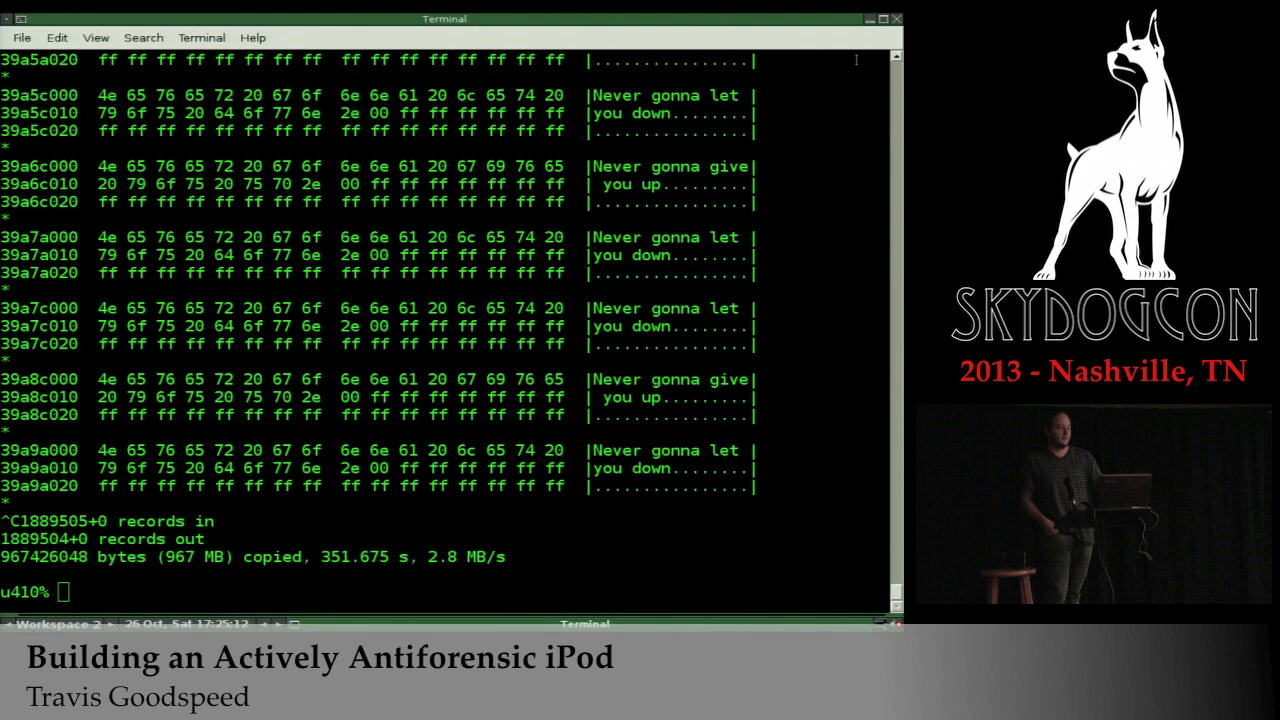 Terminal
File Edit View Search Terminal Help
39a5a020  ff ff ff ff ff ff ff ff  ff ff ff ff ff ff ff ff  |................|
*
39a5c000  4e 65 76 65 72 20 67 6f  6e 6e 61 20 6c 65 74 20  |Never gonna let |
39a5c010  79 6f 75 20 64 6f 77 6e  2e 00 ff ff ff ff ff ff  |you down........|
39a5c020  ff ff ff ff ff ff ff ff  ff ff ff ff ff ff ff ff  |................|
*
39a6c000  4e 65 76 65 72 20 67 6f  6e 6e 61 20 67 69 76 65  |Never gonna give|
39a6c010  20 79 6f 75 20 75 70 2e  00 ff ff ff ff ff ff ff  | you up.........|
39a6c020  ff ff ff ff ff ff ff ff  ff ff ff ff ff ff ff ff  |................|
*
39a7a000  4e 65 76 65 72 20 67 6f  6e 6e 61 20 6c 65 74 20  |Never gonna let |
39a7a010  79 6f 75 20 64 6f 77 6e  2e 00 ff ff ff ff ff ff  |you down........|
39a7a020  ff ff ff ff ff ff ff ff  ff ff ff ff ff ff ff ff  |................|
*
39a7c000  4e 65 76 65 72 20 67 6f  6e 6e 61 20 6c 65 74 20  |Never gonna let |
39a7c010  79 6f 75 20 64 6f 77 6e  2e 00 ff ff ff ff ff ff  |you down........|
39a7c020  ff ff ff ff ff ff ff ff  ff ff ff ff ff ff ff ff  |................|
*
39a8c000  4e 65 76 65 72 20 67 6f  6e 6e 61 20 67 69 76 65  |Never gonna give|
39a8c010  20 79 6f 75 20 75 70 2e  00 ff ff ff ff ff ff ff  | you up.........|
39a8c020  ff ff ff ff ff ff ff ff  ff ff ff ff ff ff ff ff  |................|
*
39a9a000  4e 65 76 65 72 20 67 6f  6e 6e 61 20 6c 65 74 20  |Never gonna let |
39a9a010  79 6f 75 20 64 6f 77 6e  2e 00 ff ff ff ff ff ff  |you down........|
39a9a020  ff ff ff ff ff ff ff ff  ff ff ff ff ff ff ff ff  |................|
*
^C1889505+0 records in
1889504+0 records out
967426048 bytes (967 MB) copied, 351.675 s, 2.8 MB/s
u410%
Workspace 2 26 Oct, Sat 17:25:12 Terminal
SKYDOGCON
2013 - Nashville, TN
Building an Actively Antiforensic iPod
Travis Goodspeed